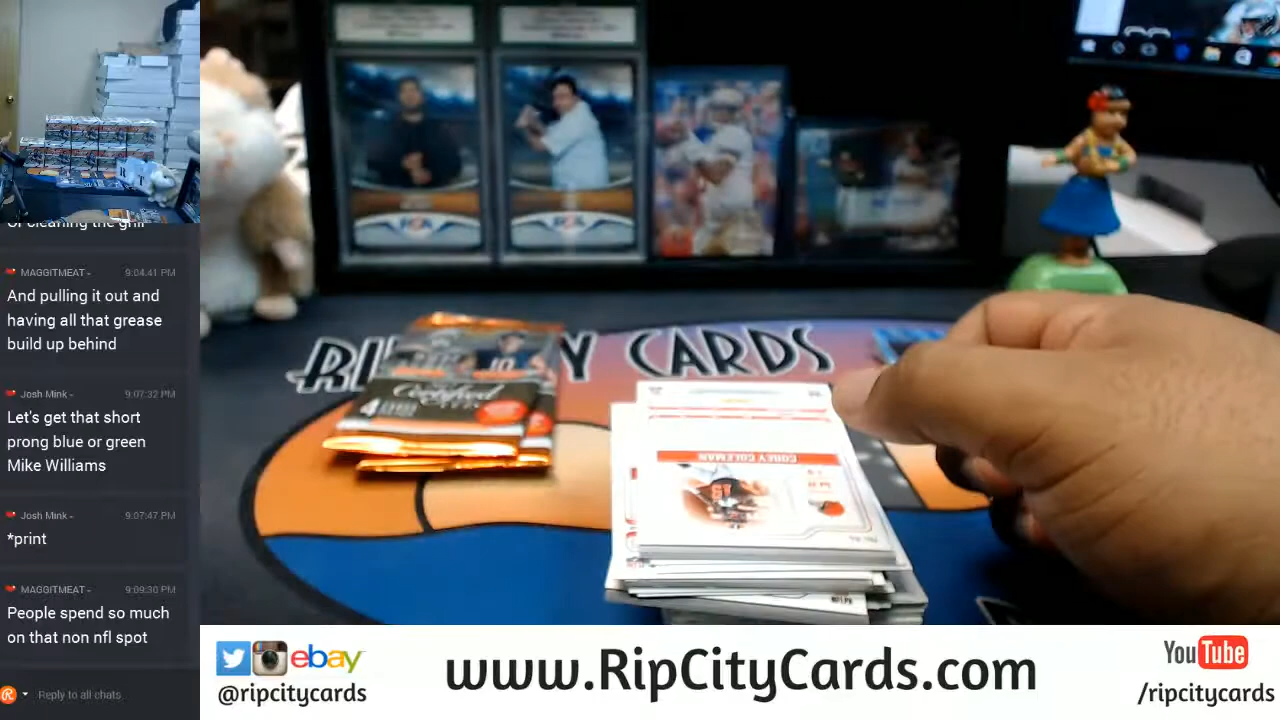 MAGGITMEAT- 9:04:41 PM
And pulling it out and
having all that grease
build up behind
Josh Mink- 9:07:32 PM
Let's get that short
prong blue or green
Mike Williams
Josh Mink- 9:07:47 PM
*print
MAGGITMEAT- 9:09:30 PM
People spend so much
on that non nfl spot
Reply to all chats
CARDS
Certified
4
COREY COLEMAN
ebay
@ripcitycards
www.RipCityCards.com
YouTube
/ripcitycards